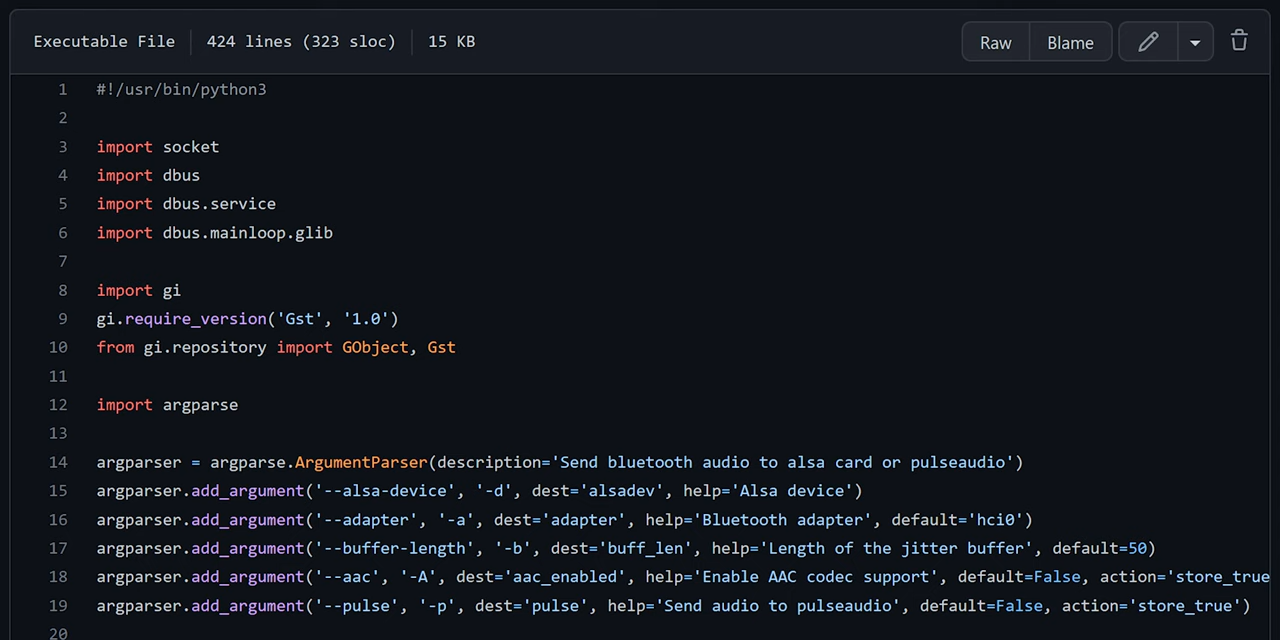 Executable File 424 lines (323 sloc) 15 KB Raw Blame
1 #!/usr/bin/python3
2
3 import socket
4 import dbus
5 import dbus.service
6 import dbus.mainloop.glib
7
8 import gi
9 gi.require_version('Gst', '1.0')
10 from gi.repository import GObject, Gst
11
12 import argparse
13
14 argparser = argparse.ArgumentParser(description='Send bluetooth audio to alsa card or pulseaudio')
15 argparser.add_argument('--alsa-device', '-d', dest='alsadev', help='Alsa device')
16 argparser.add_argument('--adapter', '-a', dest='adapter', help='Bluetooth adapter', default='hci0')
17 argparser.add_argument('--buffer-length', '-b', dest='buff_len', help='Length of the jitter buffer', default=50)
18 argparser.add_argument('--aac', '-A', dest='aac_enabled', help='Enable AAC codec support', default=False, action='store_true
19 argparser.add_argument('--pulse', '-p', dest='pulse', help='Send audio to pulseaudio', default=False, action='store_true')
20